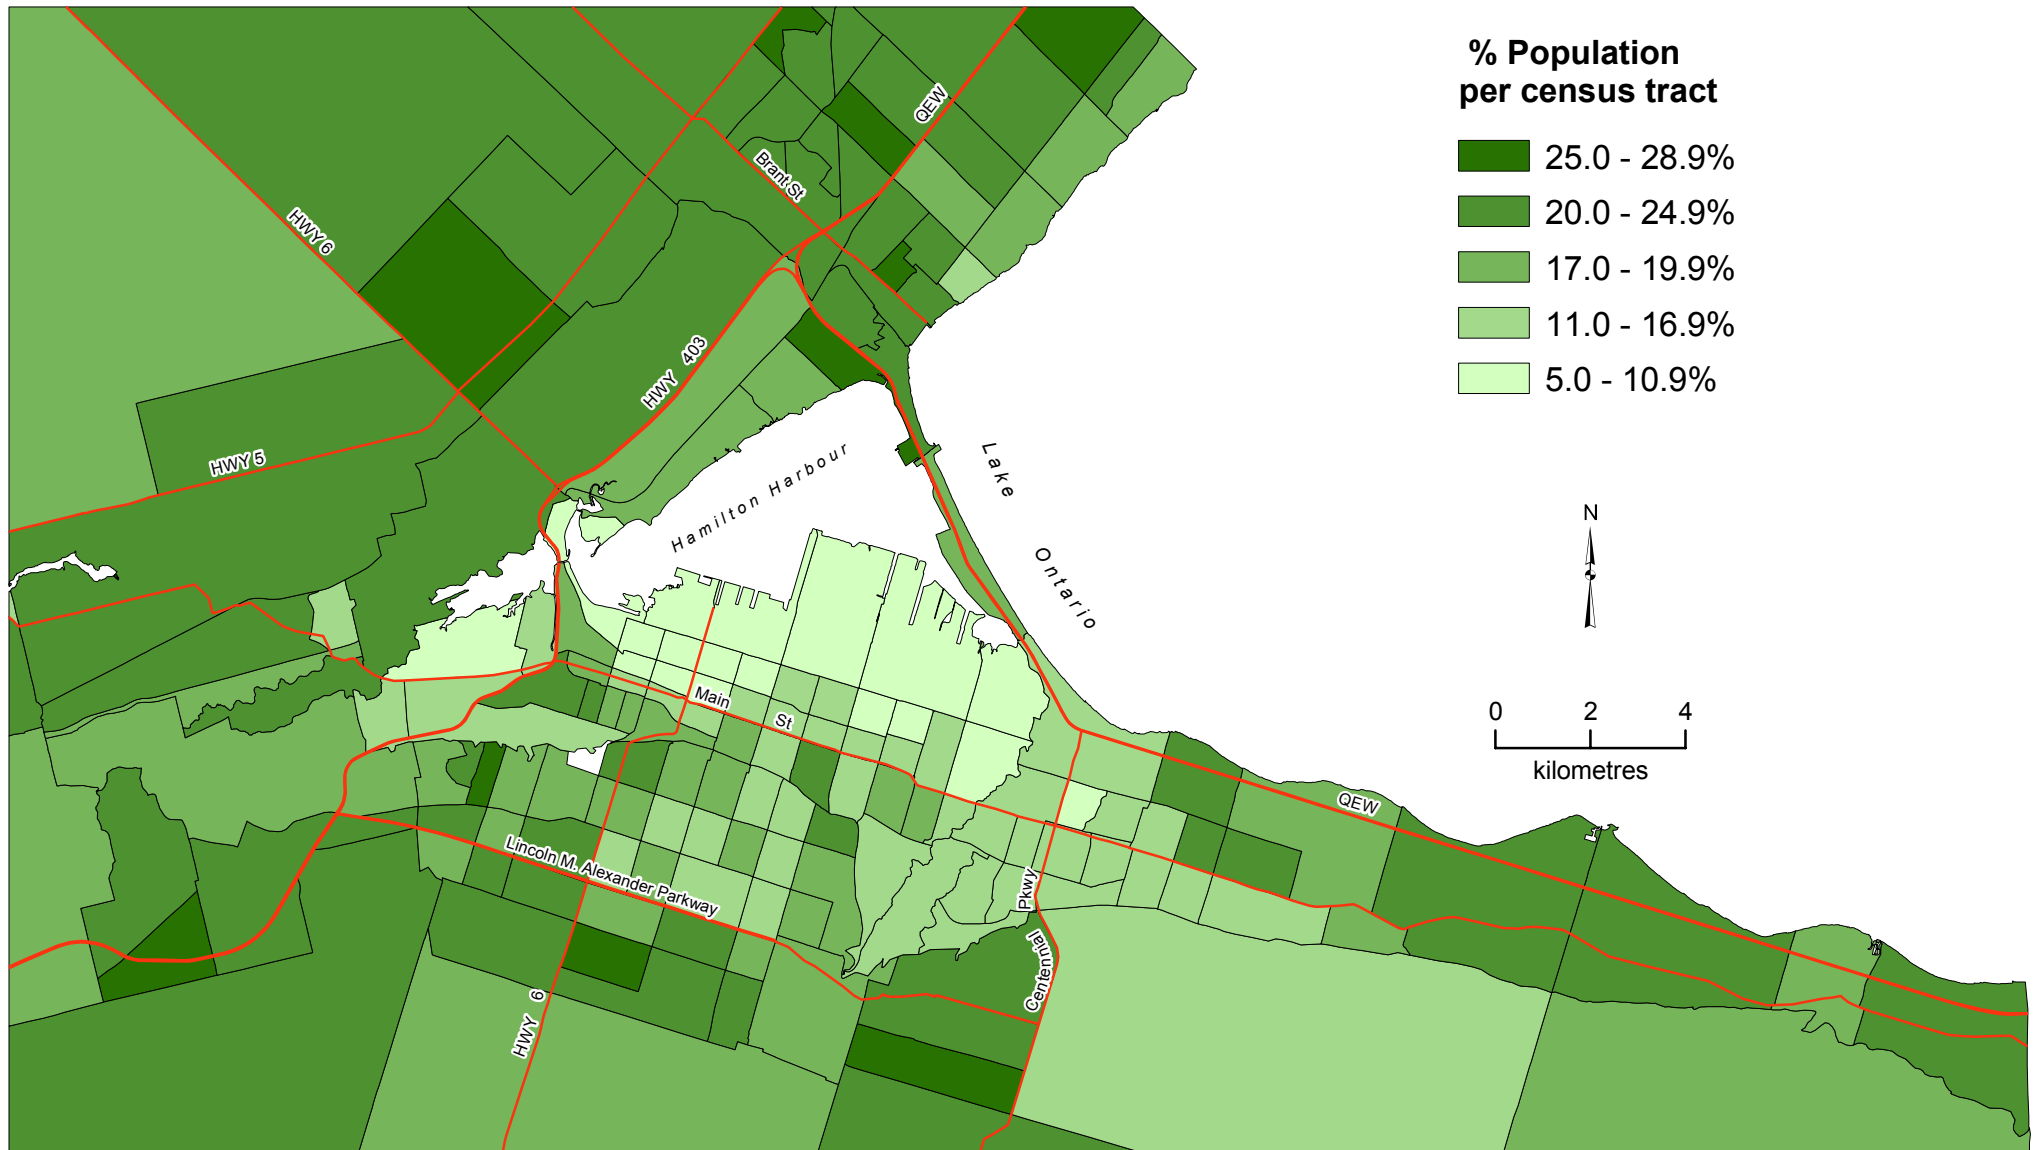 % Population
per census tract
25.0 - 28.9%
20.0 - 24.9%
17.0 - 19.9%
11.0 - 16.9%
5.0 - 10.9%
QEW
Brant St
HWY 6
HWY 403
HWY 5
Hamilton Harbour
Lake
Ontario
N
0 2 4
kilometres
Main St
QEW
Lincoln M. Alexander Parkway
Centennial Pkwy
HWY 6